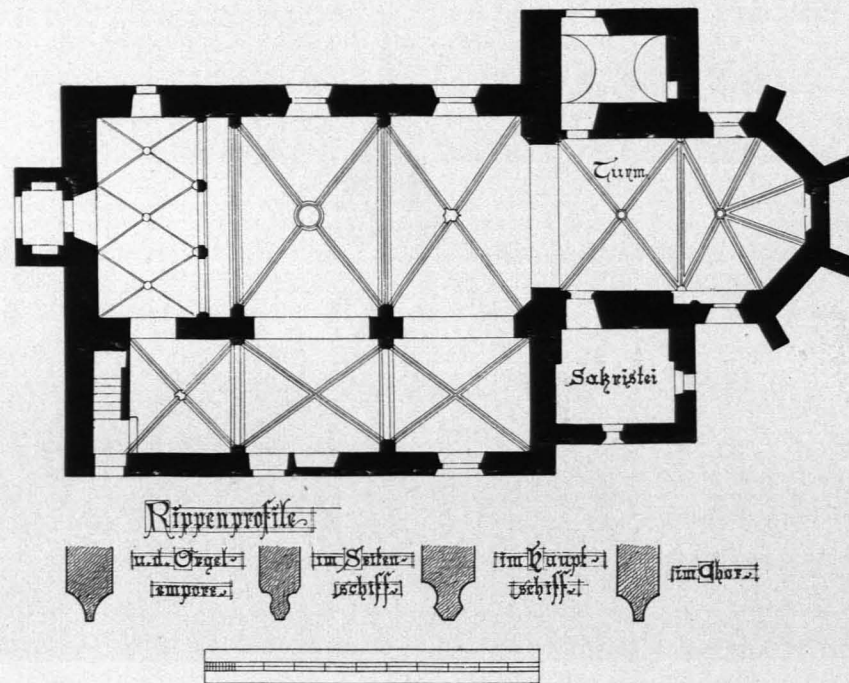 Turm.
Sakristei
Rippenprofile.
u. d. Orgel-
empore.
im Seiten-
schiff.
im Haupt-
schiff.
im Chor.